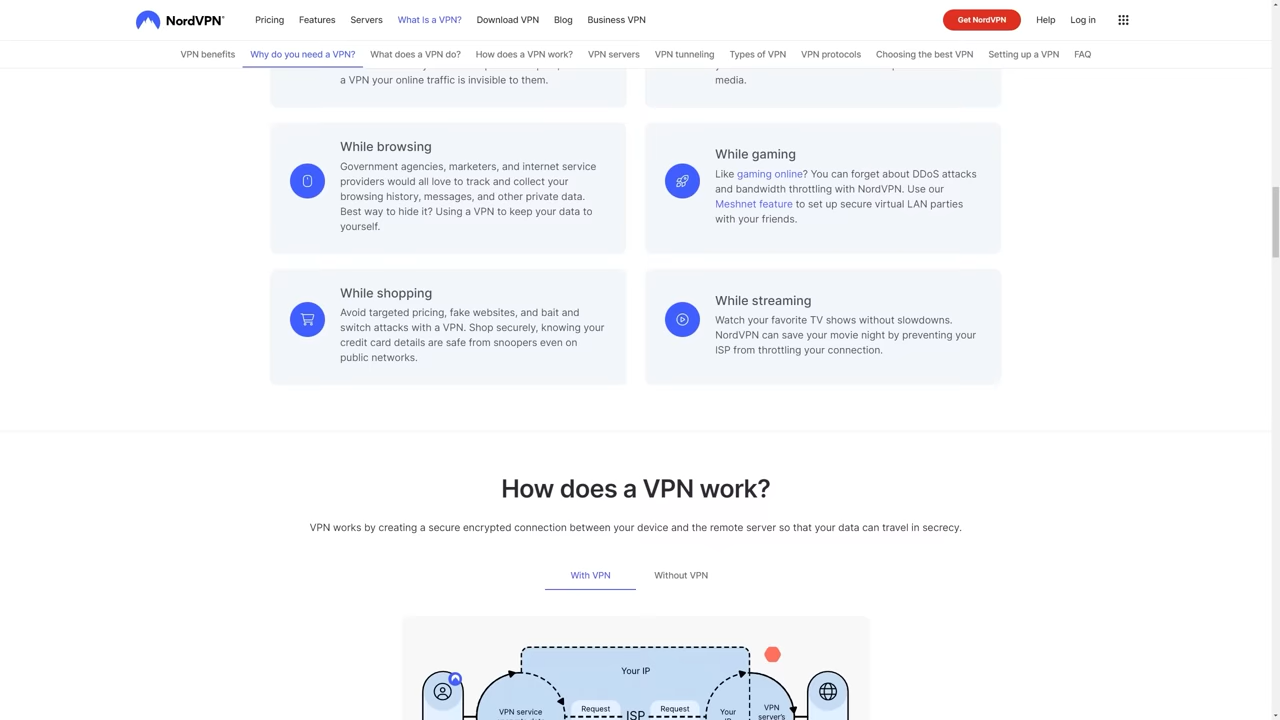 NordVPN®
Pricing
Features
Servers
What Is a VPN?
Download VPN
Blog
Business VPN
Get NordVPN
Help
Log in
VPN benefits
Why do you need a VPN?
What does a VPN do?
How does a VPN work?
VPN servers
VPN tunneling
Types of VPN
VPN protocols
Choosing the best VPN
Setting up a VPN
FAQ
a VPN your online traffic is invisible to them.
media.
While browsing
Government agencies, marketers, and internet service
providers would all love to track and collect your
browsing history, messages, and other private data.
Best way to hide it? Using a VPN to keep your data to
yourself.
While gaming
Like gaming online? You can forget about DDoS attacks
and bandwidth throttling with NordVPN. Use our
Meshnet feature to set up secure virtual LAN parties
with your friends.
While shopping
Avoid targeted pricing, fake websites, and bait and
switch attacks with a VPN. Shop securely, knowing your
credit card details are safe from snoopers even on
public networks.
While streaming
Watch your favorite TV shows without slowdowns.
NordVPN can save your movie night by preventing your
ISP from throttling your connection.
How does a VPN work?
VPN works by creating a secure encrypted connection between your device and the remote server so that your data can travel in secrecy.
With VPN
Without VPN
Your IP
VPN service
Request
ISP
Request
Your
VPN
server's